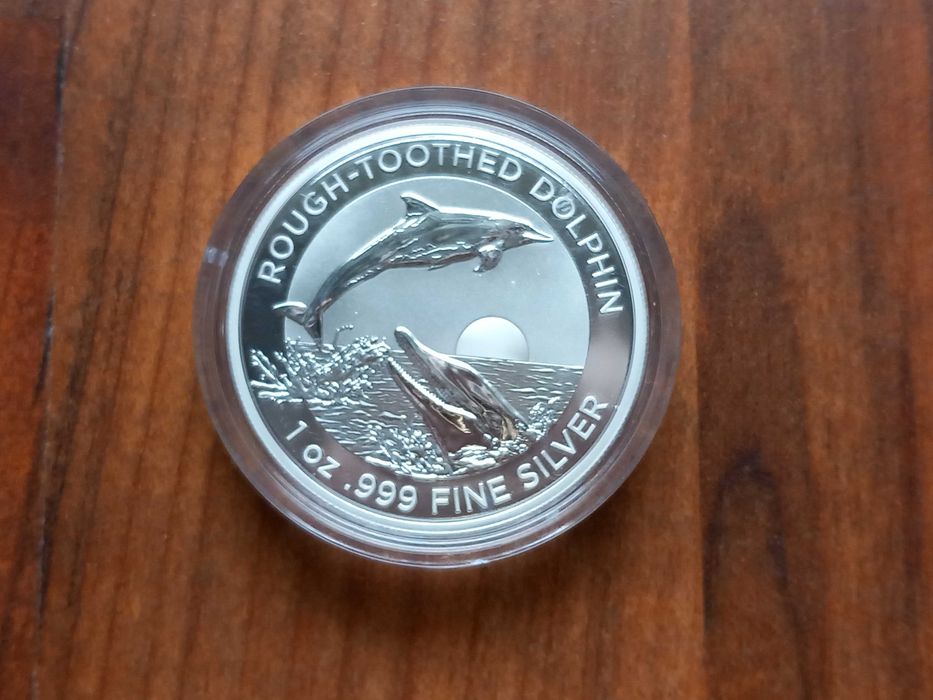 ROUGH-TOOTHED DOLPHIN
1 oz .999 FINE SILVER